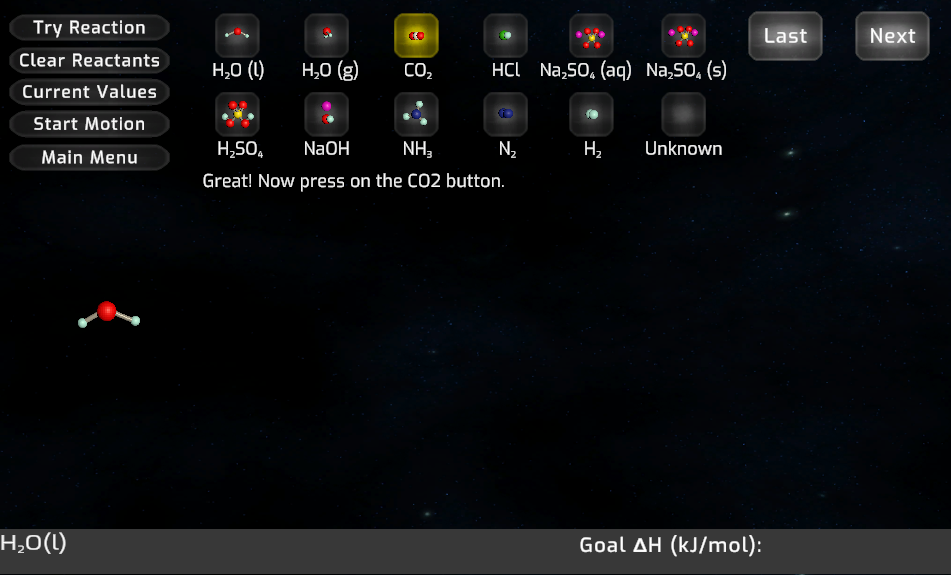 Try Reaction
Clear Reactants
Current Values
Start Motion
Main Menu
H₂O (l)
H₂O (g)
CO₂
HCl
Na₂SO₄ (aq)
Na₂SO₄ (s)
Last
Next
H₂SO₄
NaOH
NH₃
N₂
H₂
Unknown
Great! Now press on the CO2 button.
H₂O(l)
Goal ΔH (kJ/mol):